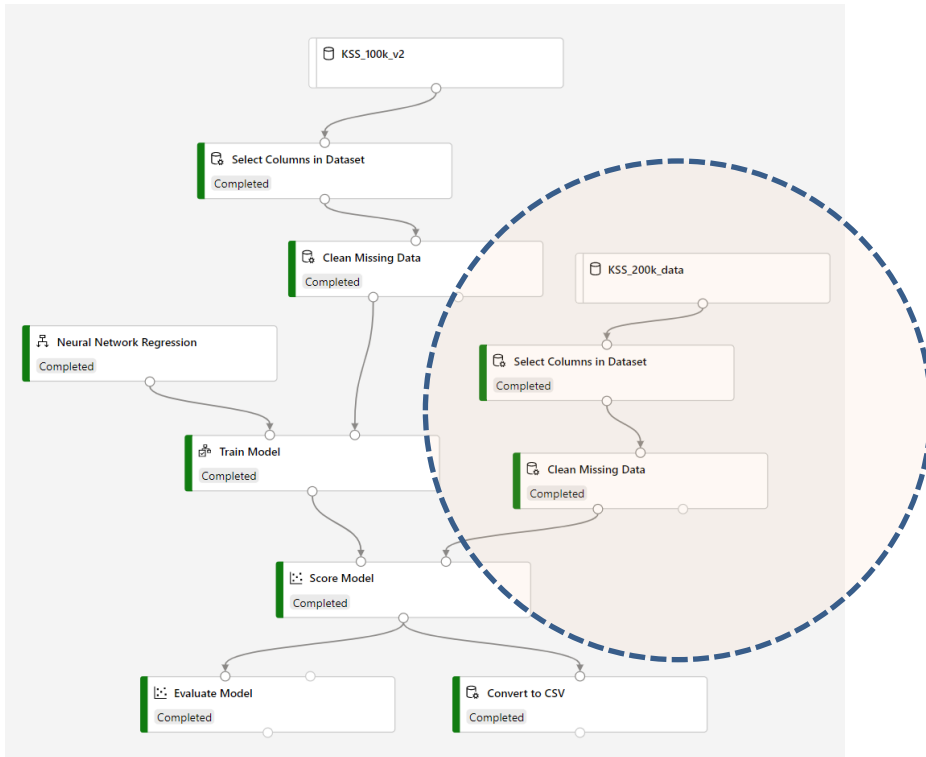 KSS_100k_v2
Select Columns in Dataset
Completed
Clean Missing Data
Completed
KSS_200k_data
Neural Network Regression
Completed
Select Columns in Dataset
Completed
Train Model
Completed
Clean Missing Data
Completed
Score Model
Completed
Evaluate Model
Completed
Convert to CSV
Completed